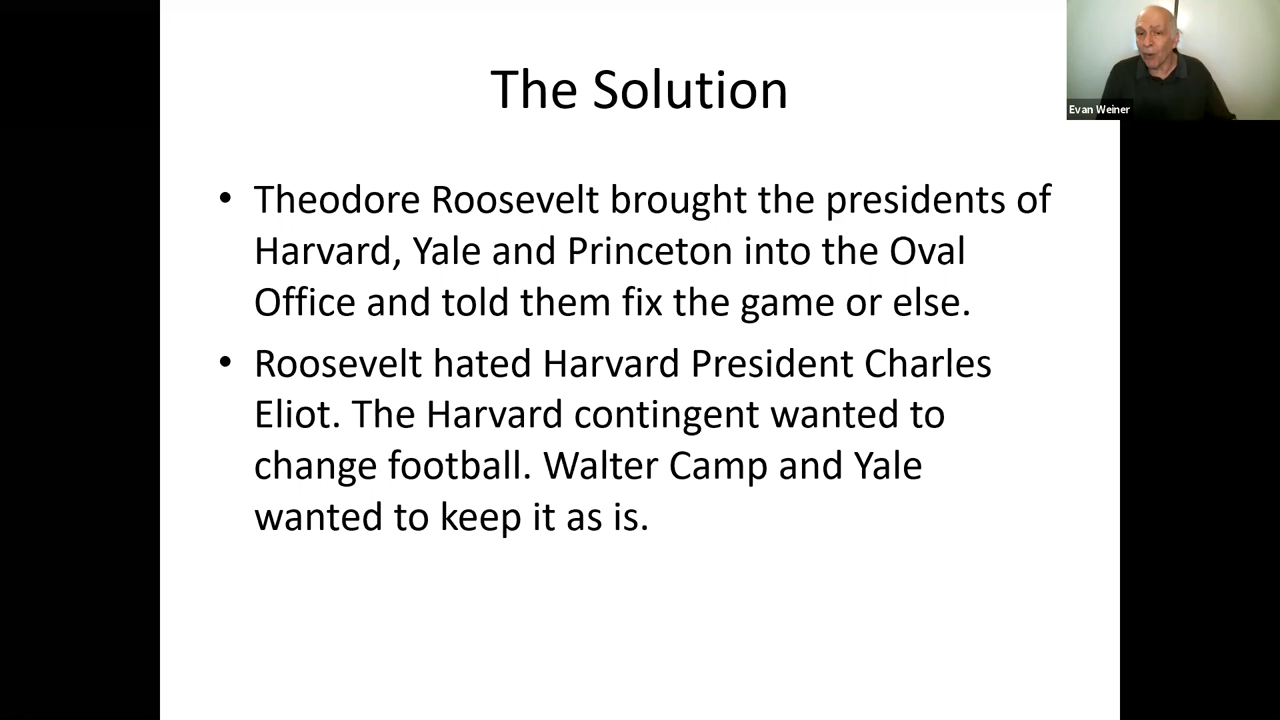 The Solution
• Theodore Roosevelt brought the presidents of
Harvard, Yale and Princeton into the Oval
Office and told them fix the game or else.
• Roosevelt hated Harvard President Charles
Eliot. The Harvard contingent wanted to
change football. Walter Camp and Yale
wanted to keep it as is.
Evan Weiner